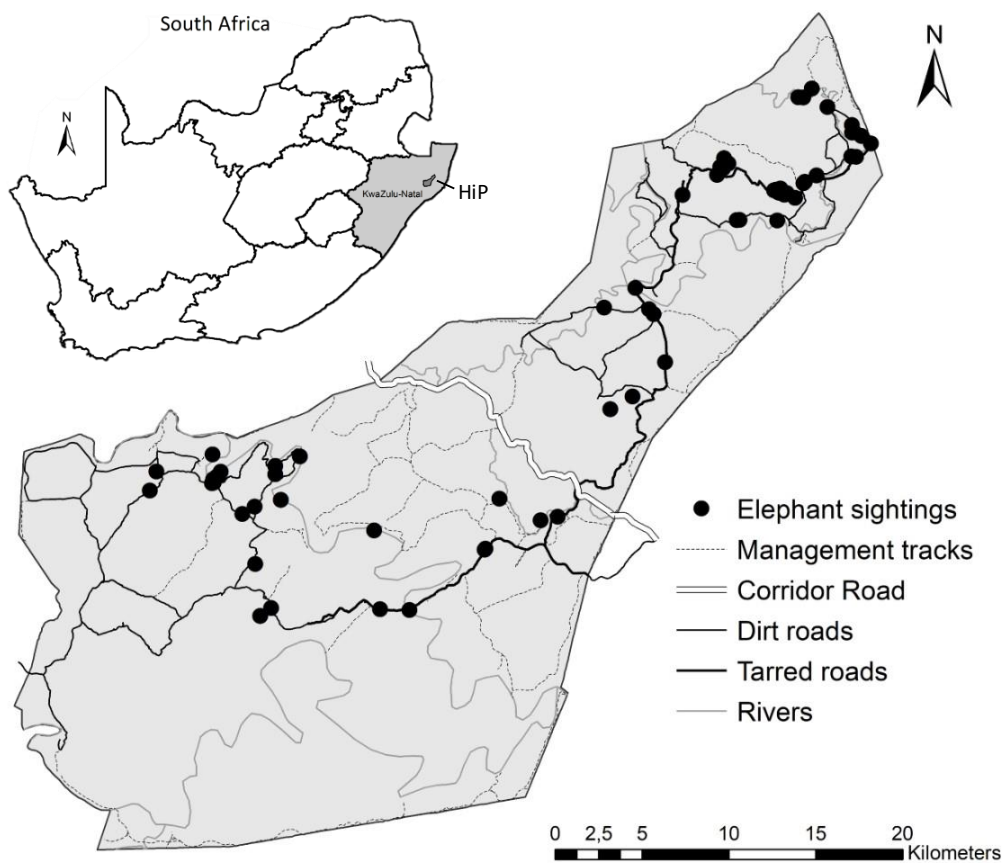 South Africa
N
N
KwaZulu-Natal
HiP
Elephant sightings
Management tracks
Corridor Road
Dirt roads
Tarred roads
Rivers
0 2,5 5 10 15 20
Kilometers